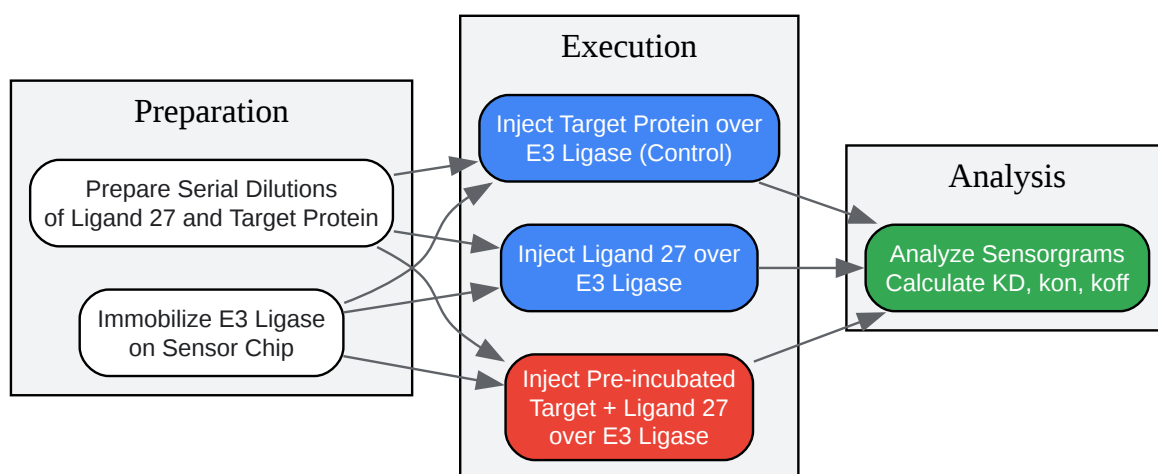 Preparation
Prepare Serial Dilutions
of Ligand 27 and Target Protein
Immobilize E3 Ligase
on Sensor Chip
Execution
Inject Target Protein over
E3 Ligase (Control)
Inject Ligand 27 over
E3 Ligase
Inject Pre-incubated
Target + Ligand 27
over E3 Ligase
Analysis
Analyze Sensorgrams
Calculate KD, kon, koff